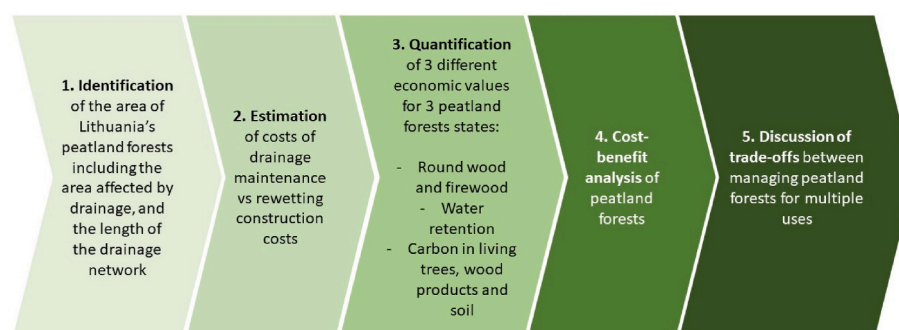 1. Identification
of the area of
Lithuania's
peatland forests
including the
area affected by
drainage, and
the length of
the drainage
network
2. Estimation
of costs of
drainage
maintenance
vs rewetting
construction
costs
3. Quantification
of 3 different
economic values
for 3 peatland
forests states:
- Round wood
and firewood
- Water
retention
- Carbon in living
trees, wood
products and
soil
4. Cost-
benefit
analysis of
peatland
forests
5. Discussion of
trade-offs between
managing peatland
forests for multiple
uses